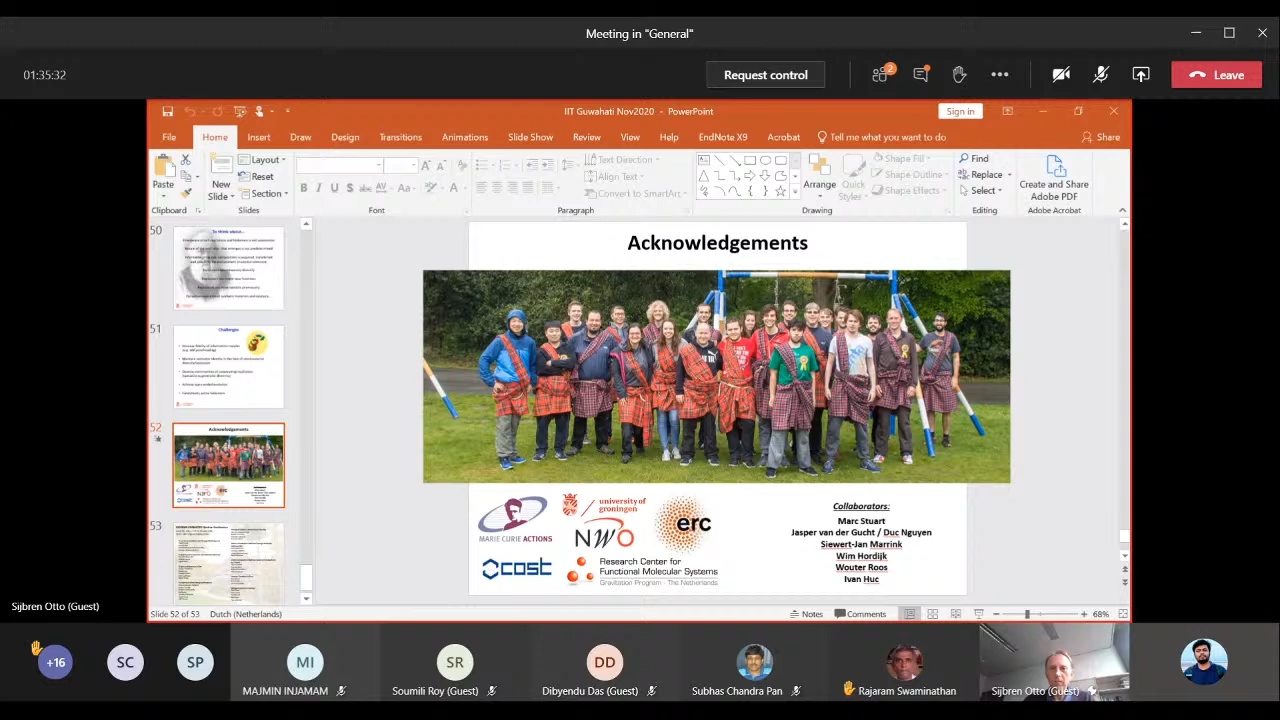 Meeting in "General"
01:35:32
Request control
2
Leave
IIT Guwahati Nov2020 - PowerPoint
Sign in
File
Home
Insert
Draw
Design
Transitions
Animations
Slide Show
Review
View
Help
EndNote X9
Acrobat
Tell me what you want to do
Share
Paste
New
Slide
Layout
Reset
Section
Text Direction
Align Text
Convert to SmartArt
Arrange
Quick
Styles
Shape Fill
Shape Outline
Shape Effects
Find
Replace
Select
Create and Share
Adobe PDF
Clipboard
Slides
Font
Paragraph
Drawing
Editing
Adobe Acrobat
50
To think about...
51
Challenges
52
Acknowledgements
53
Acknowledgements
MARIE CURIE ACTIONS
university of
groningen
NWO
erc
cost
Research Center for
Functional Molecular Systems
Gravitation Program - The Netherlands
Collaborators:
Marc Stuart
Jasper van der Gucht / Duc Nguyen
Siewert-Jan Marrink
Wim Hordijk
Wouter Roos
Ivan Huc
Sijbren Otto (Guest)
Slide 52 of 53
Dutch (Netherlands)
Notes
Comments
68%
+16
SC
SP
MI
MAJMIN INJAMAM
SR
Soumili Roy (Guest)
DD
Dibyendu Das (Guest)
Subhas Chandra Pan
Rajaram Swaminathan
Sijbren Otto (Guest)